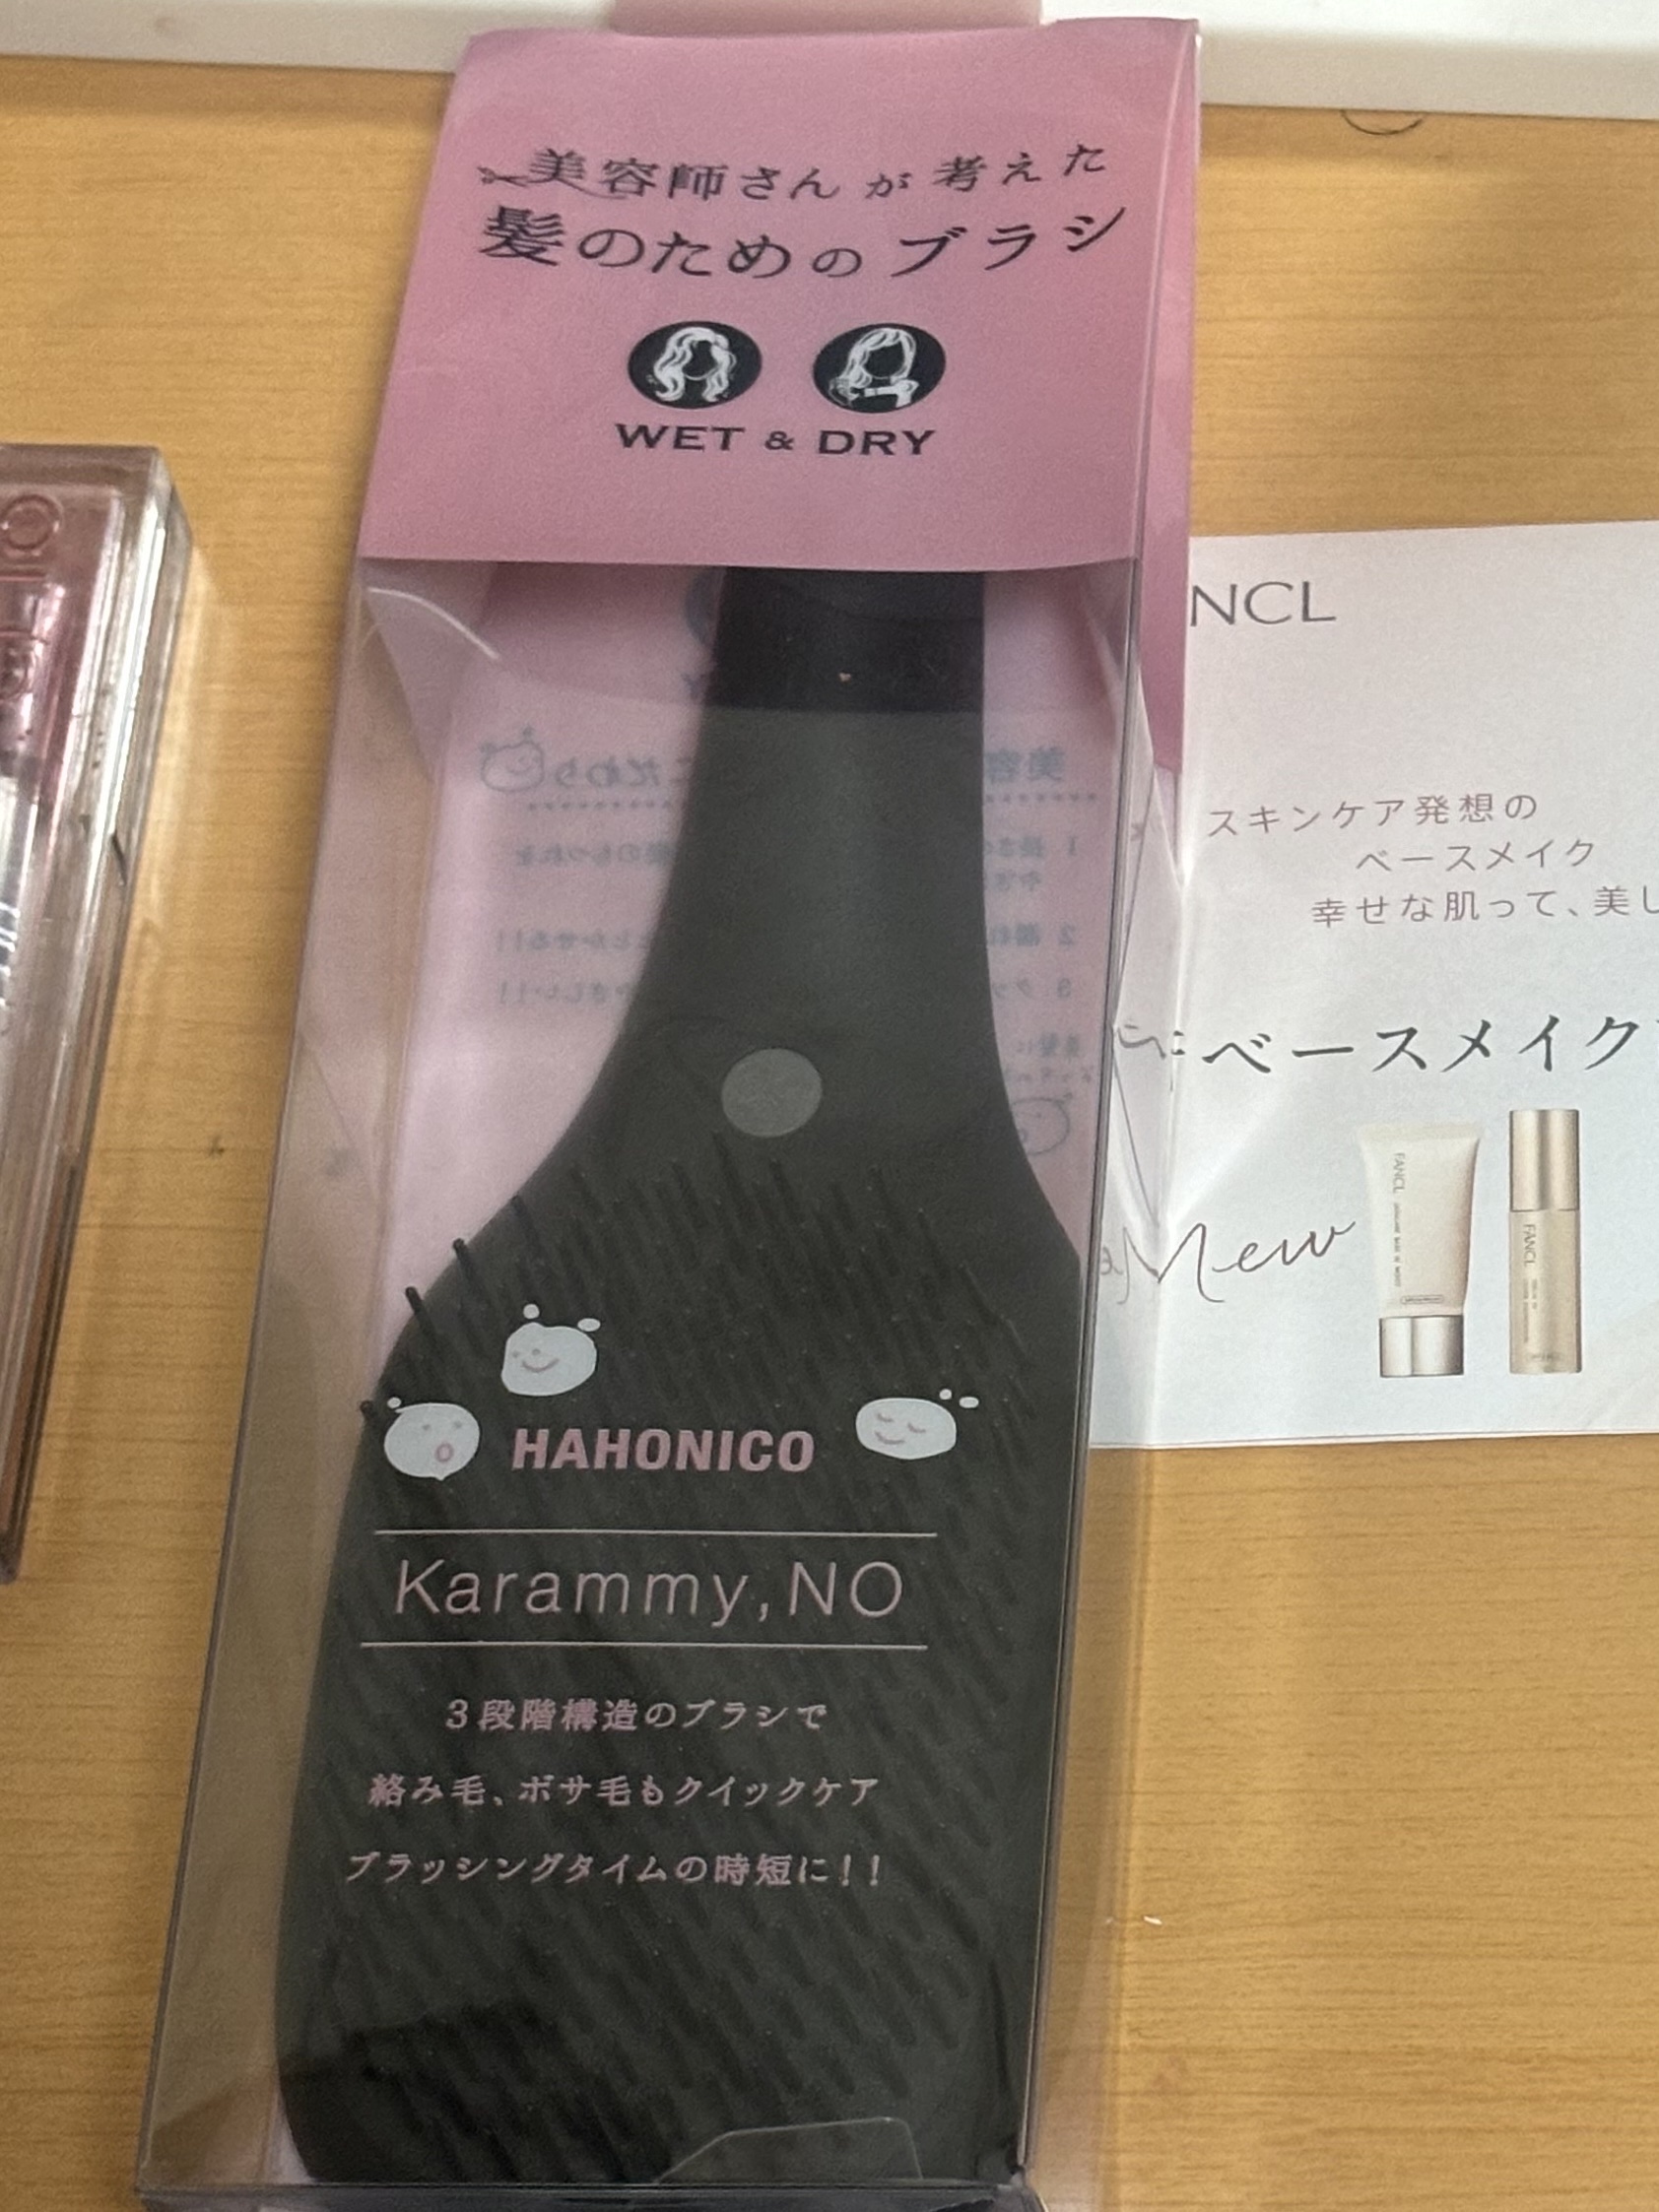 美容師さんが考えた
髪のためのブラシ
WET & DRY
HAHONICO
Karammy,NO
3段階構造のブラシで
絡み毛、ボサ毛もクイックケア
ブラッシングタイムの時短に!!
NCL
スキンケア発想の
ベースメイク
幸せな肌って、美し
ベースメイク
Mew
FANCL
FANCL